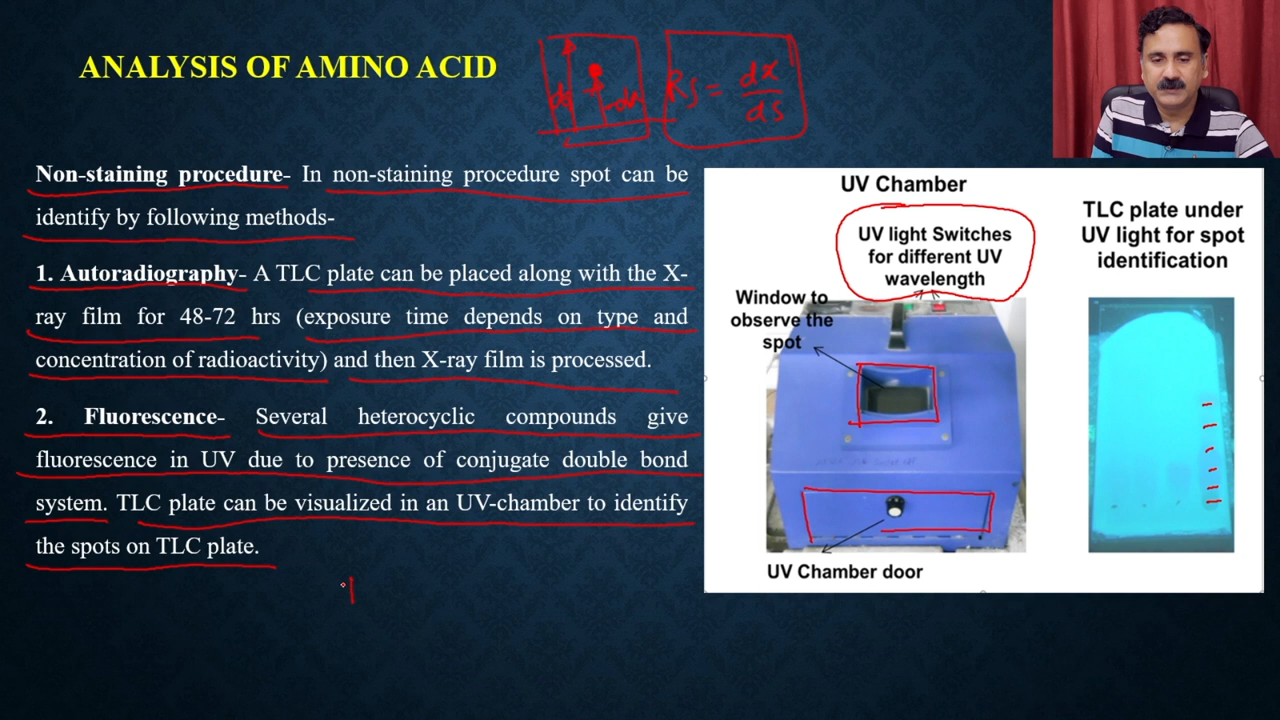 ANALYSIS OF AMINO ACID
ds
dx
Rf = dx
ds
Non-staining procedure- In non-staining procedure spot can be
identify by following methods-
1. Autoradiography- A TLC plate can be placed along with the X-
ray film for 48-72 hrs (exposure time depends on type and
concentration of radioactivity) and then X-ray film is processed.
2. Fluorescence- Several heterocyclic compounds give
fluorescence in UV due to presence of conjugate double bond
system. TLC plate can be visualized in an UV-chamber to identify
the spots on TLC plate.
UV Chamber
UV light Switches
for different UV
wavelength
Window to
observe the
spot
UV Chamber door
TLC plate under
UV light for spot
identification